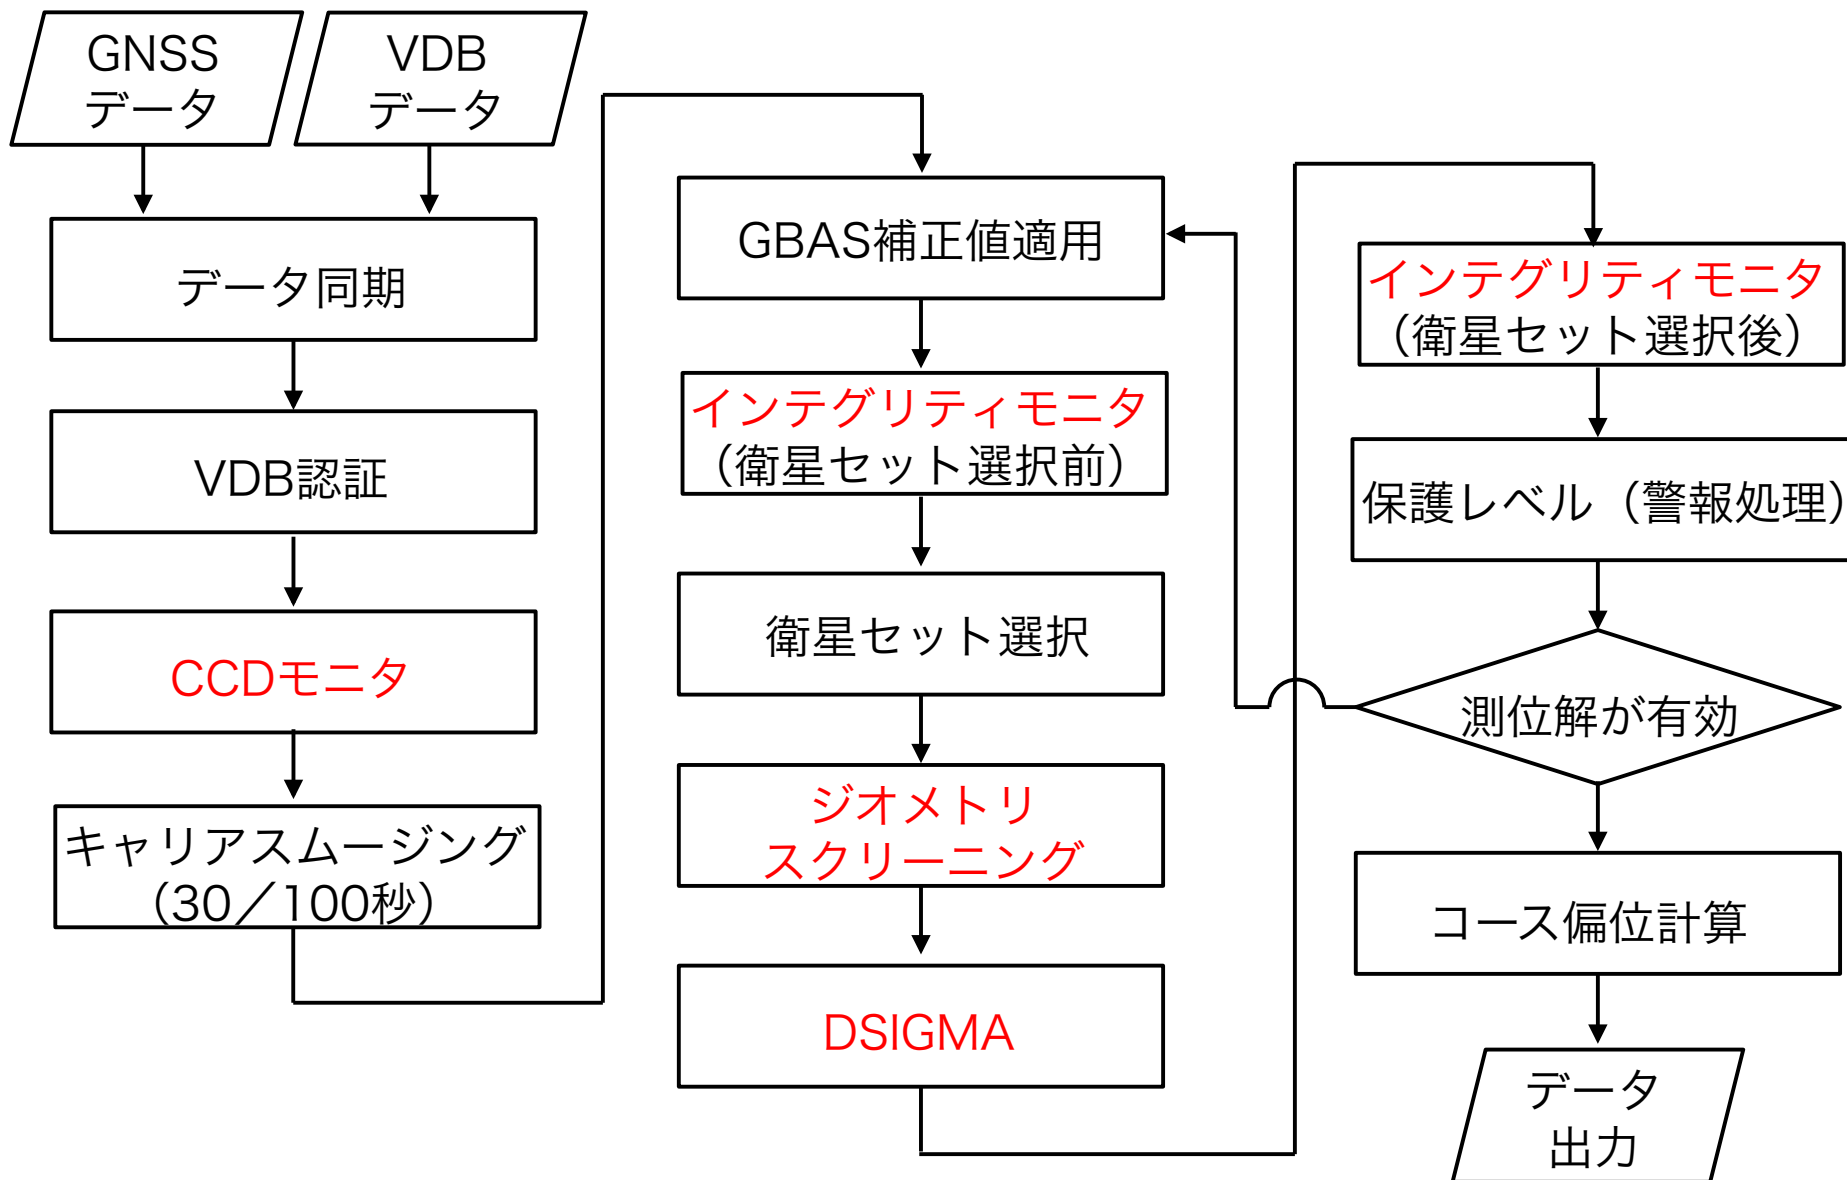 GNSS
データ
VDB
データ
データ同期
VDB認証
CCDモニタ
キャリアスムージング
（30／100秒）
GBAS補正値適用
インテグリティモニタ
（衛星セット選択前）
衛星セット選択
ジオメトリ
スクリーニング
DSIGMA
インテグリティモニタ
（衛星セット選択後）
保護レベル（警報処理）
測位解が有効
コース偏位計算
データ
出力